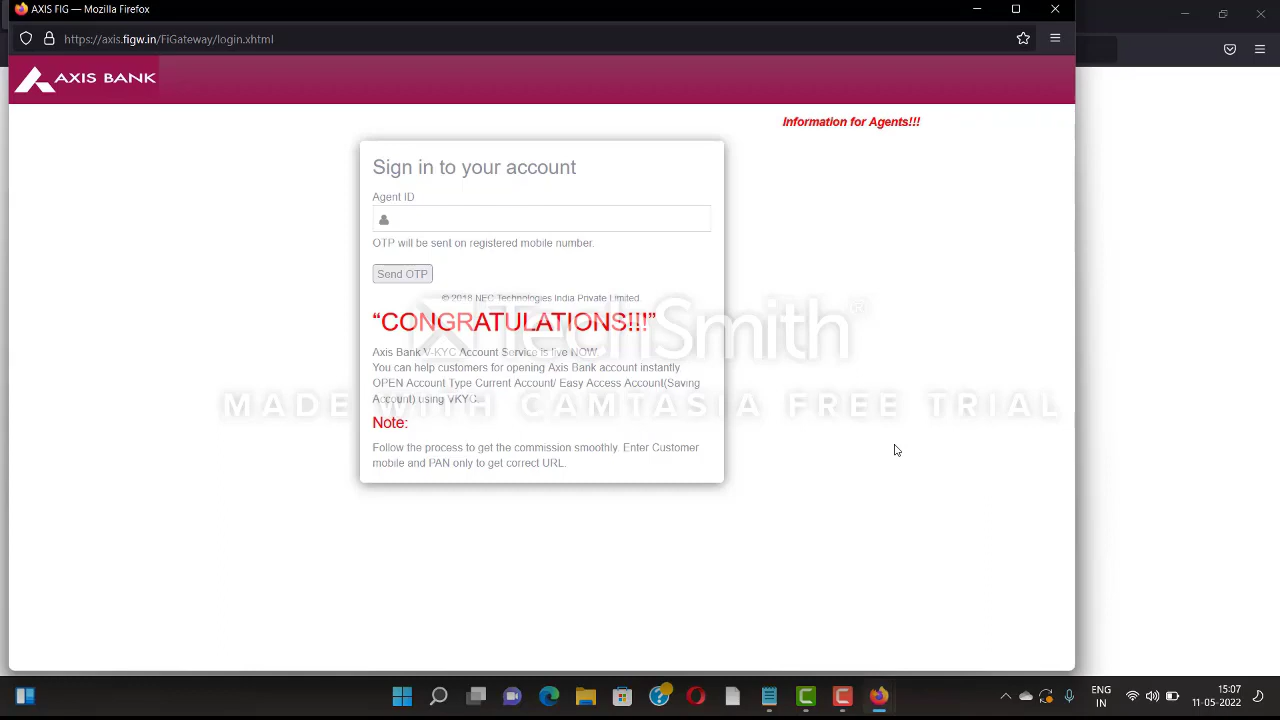 AXIS FIG — Mozilla Firefox
https://axis.figw.in/FiGateway/login.xhtml
AXIS BANK
Information for Agents!!!
Sign in to your account
Agent ID
OTP will be sent on registered mobile number.
Send OTP
© 2018 NEC Technologies India Private Limited.
“CONGRATULATIONS!!!”
TechSmith
Axis Bank V-KYC Account Service is live NOW.
You can help customers for opening Axis Bank account instantly
OPEN Account Type Current Account/ Easy Access Account(Saving
Account) using VKYC.
MADE WITH CAMTASIA FREE TRIAL
Note:
Follow the process to get the commission smoothly. Enter Customer
mobile and PAN only to get correct URL.
ENG
IN
15:07
11-05-2022